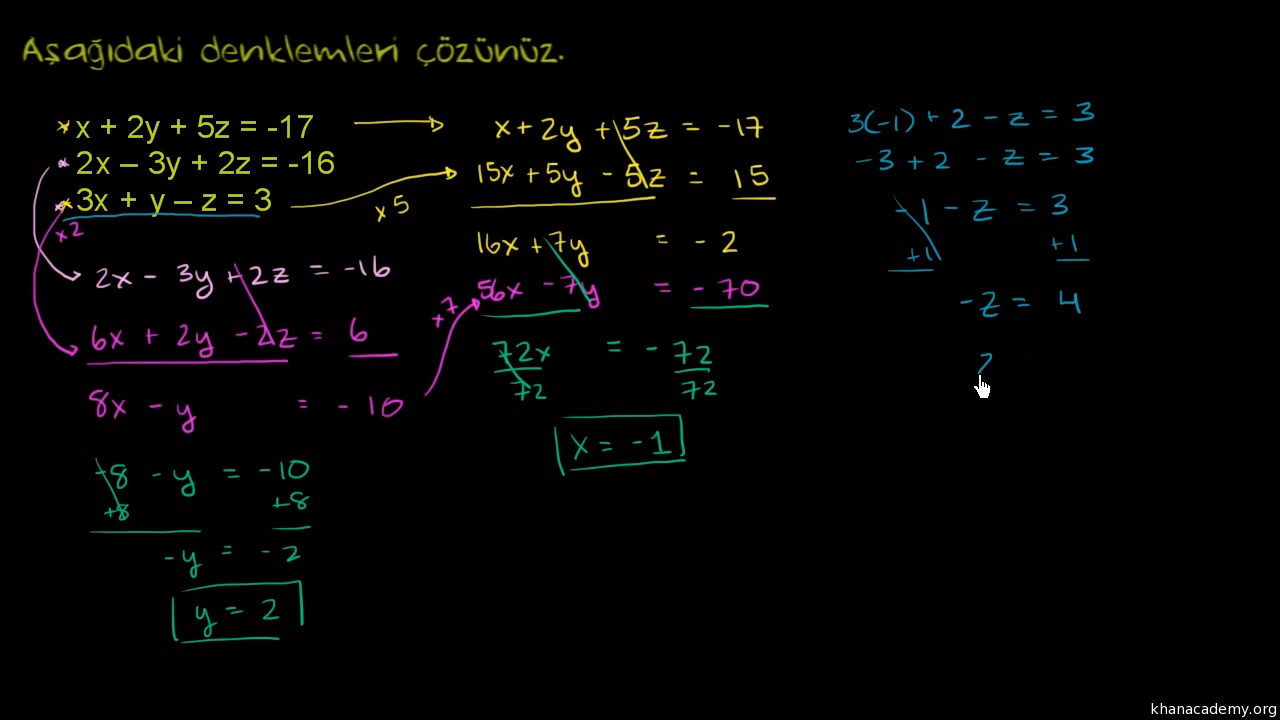 Aşağıdaki denklemleri çözünüz.
x + 2y + 5z = -17
2x – 3y + 2z = -16
3x + y – z = 3
x2
x5
2x - 3y + 2z = -16
6x + 2y - 2z = 6
8x - y = -10
x7
-8 - y = -10
+8 +8
-y = -2
y = 2
x + 2y + 5z = -17
15x + 5y - 5z = 15
16x + 7y = -2
56x - 7y = -70
72x = -72
72 72
x = -1
3(-1) + 2 - z = 3
-3 + 2 - z = 3
-1 - z = 3
+1 +1
-z = 4
z
khanacademy.org